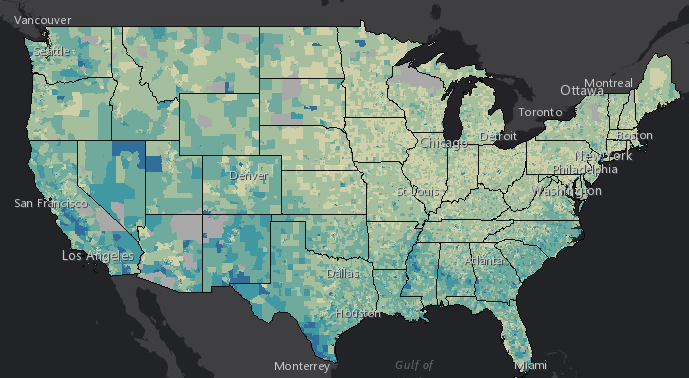 Vancouver
Seattle
Montreal
Ottawa
Toronto
Boston
Detroit
Chicago
New York
Philadelphia
Denver
St Louis
Washington
San Francisco
Los Angeles
Atlanta
Dallas
Houston
Monterrey
Gulf of
Miami